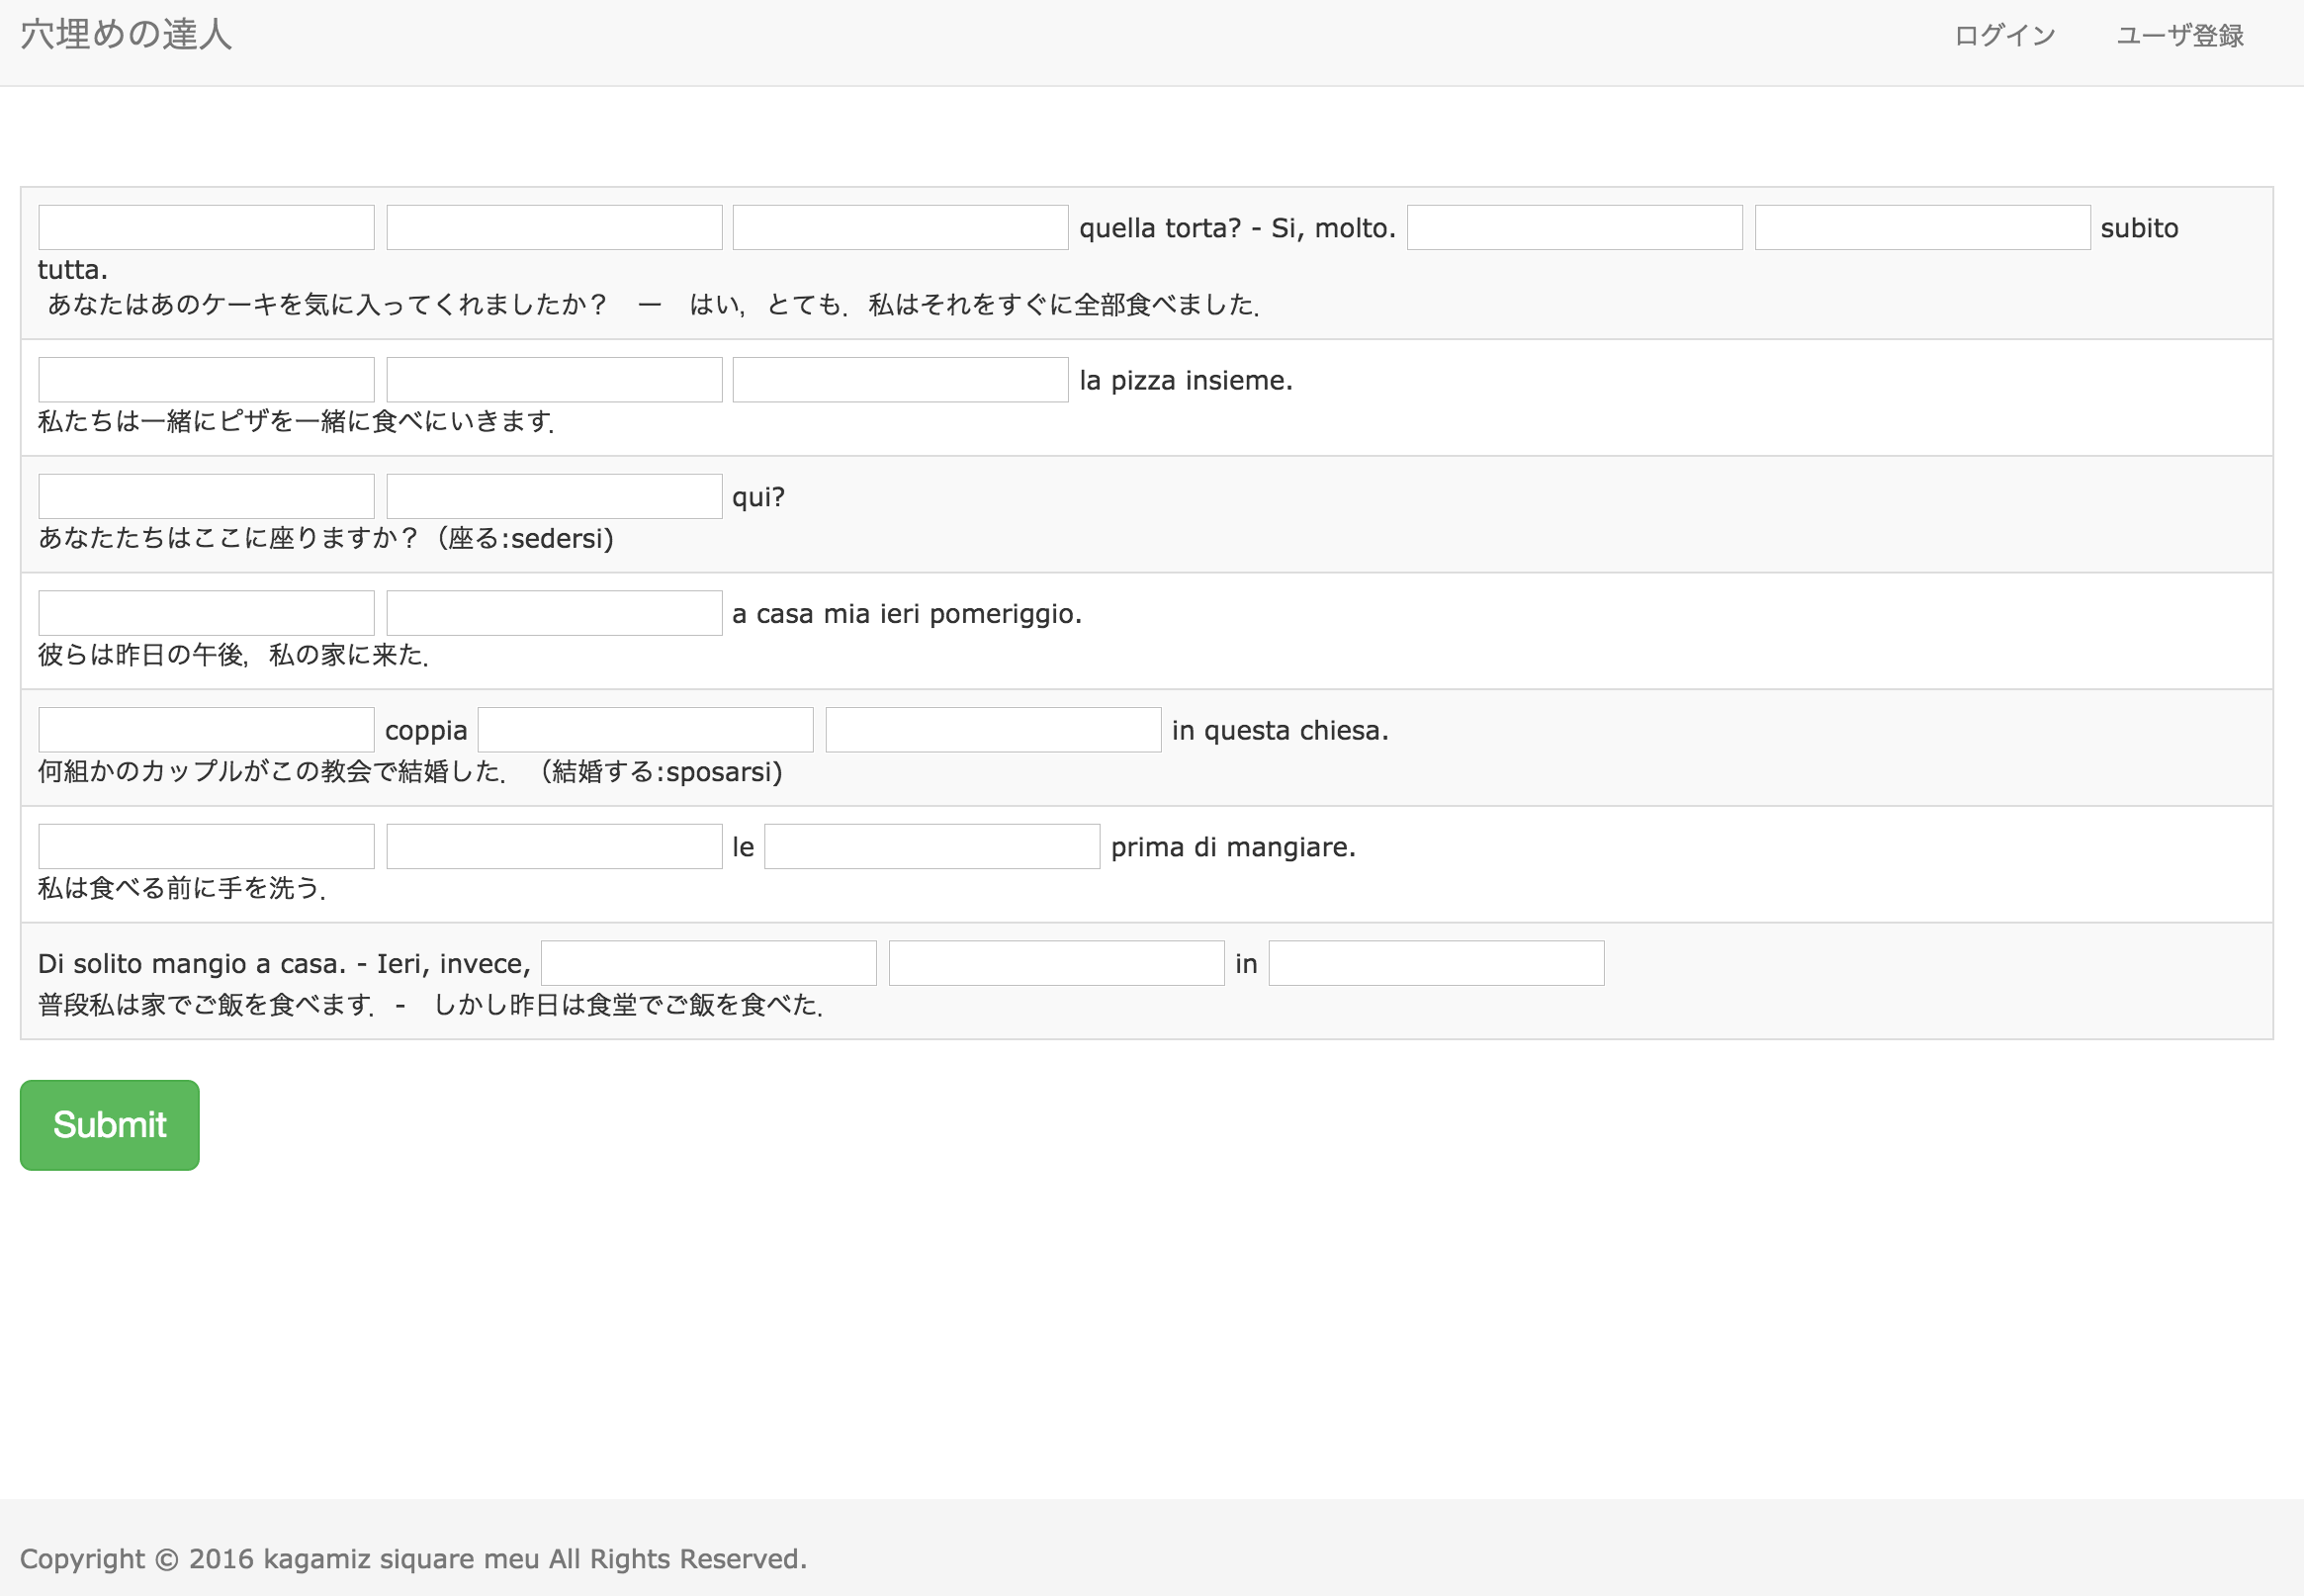 穴埋めの達人 ログイン ユーザ登録
quella torta? - Si, molto. subito
tutta.
あなたはあのケーキを気に入ってくれましたか？　ー　はい，とても．私はそれをすぐに全部食べました．
la pizza insieme.
私たちは一緒にピザを一緒に食べにいきます．
qui?
あなたたちはここに座りますか？（座る:sedersi)
a casa mia ieri pomeriggio.
彼らは昨日の午後，私の家に来た．
coppia in questa chiesa.
何組かのカップルがこの教会で結婚した．（結婚する:sposarsi)
le prima di mangiare.
私は食べる前に手を洗う．
Di solito mangio a casa. - Ieri, invece, in
普段私は家でご飯を食べます．-　しかし昨日は食堂でご飯を食べた．
Submit
Copyright © 2016 kagamiz siquare meu All Rights Reserved.